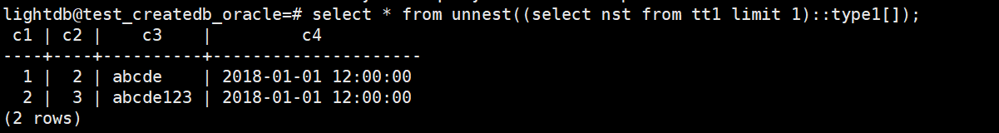 lightdb@test_createdb_oracle=# select * from unnest((select nst from tt1 limit 1)::type1[]);
 c1 | c2 |    c3    |         c4
----+----+----------+---------------------
  1 |  2 | abcde    | 2018-01-01 12:00:00
  2 |  3 | abcde123 | 2018-01-01 12:00:00
(2 rows)